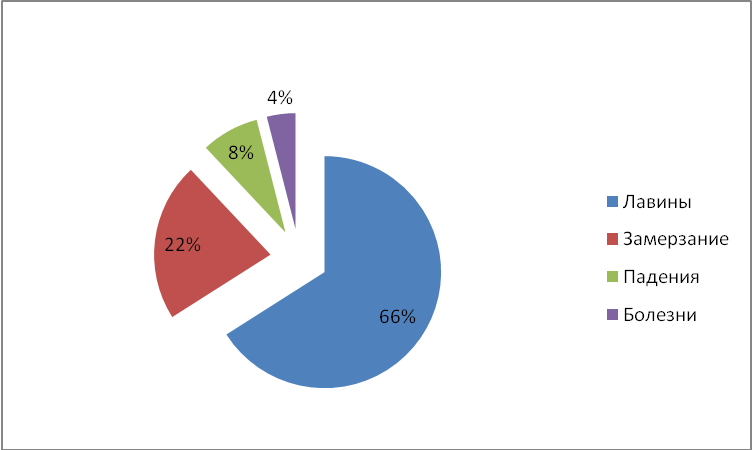 4%
8%
22%
66%
Лавины
Замерзание
Падения
Болезни